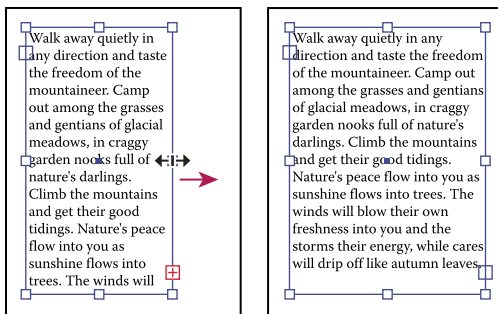 Walk away quietly in
any direction and taste
the freedom of the
mountaineer. Camp
out among the grasses
and gentians of glacial
meadows, in craggy
garden nooks full of
nature's darlings.
Climb the mountains
and get their good
tidings. Nature's peace
flow into you as
sunshine flows into
trees. The winds will
Walk away quietly in any
direction and taste the freedom
of the mountaineer. Camp out
among the grasses and gentians
of glacial meadows, in craggy
garden nooks full of nature's
darlings. Climb the mountains
and get their good tidings.
Nature's peace flow into you as
sunshine flows into trees. The
winds will blow their own
freshness into you and the
storms their energy, while cares
will drip off like autumn leaves.